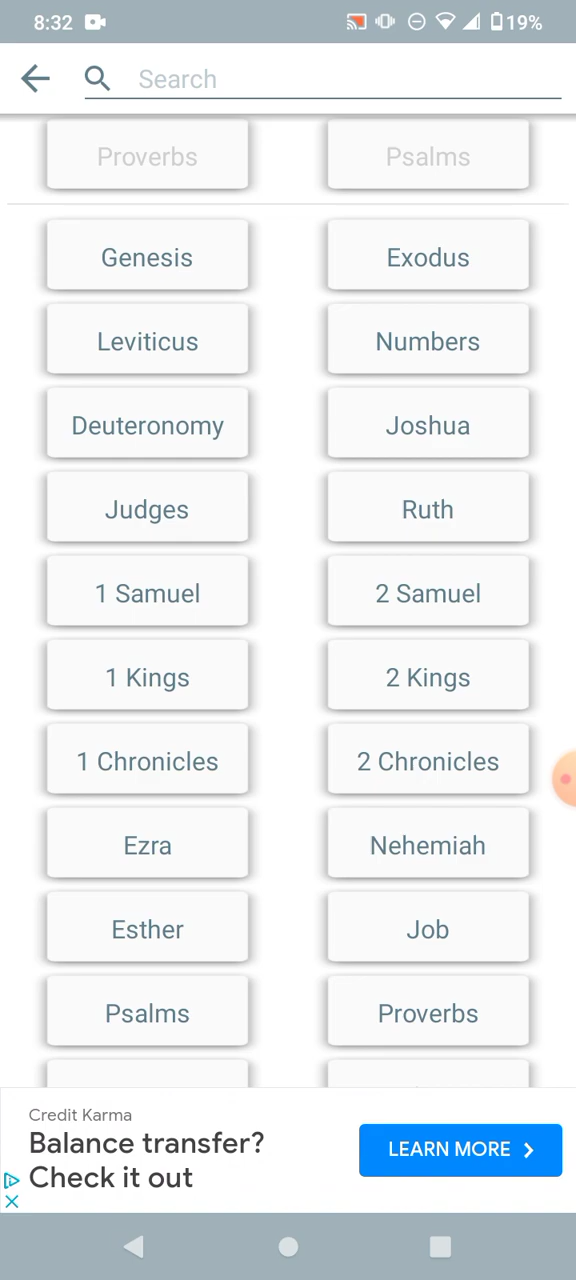 8:32 19%
Search
Proverbs Psalms
Genesis Exodus
Leviticus Numbers
Deuteronomy Joshua
Judges Ruth
1 Samuel 2 Samuel
1 Kings 2 Kings
1 Chronicles 2 Chronicles
Ezra Nehemiah
Esther Job
Psalms Proverbs
Credit Karma
Balance transfer?
Check it out
LEARN MORE